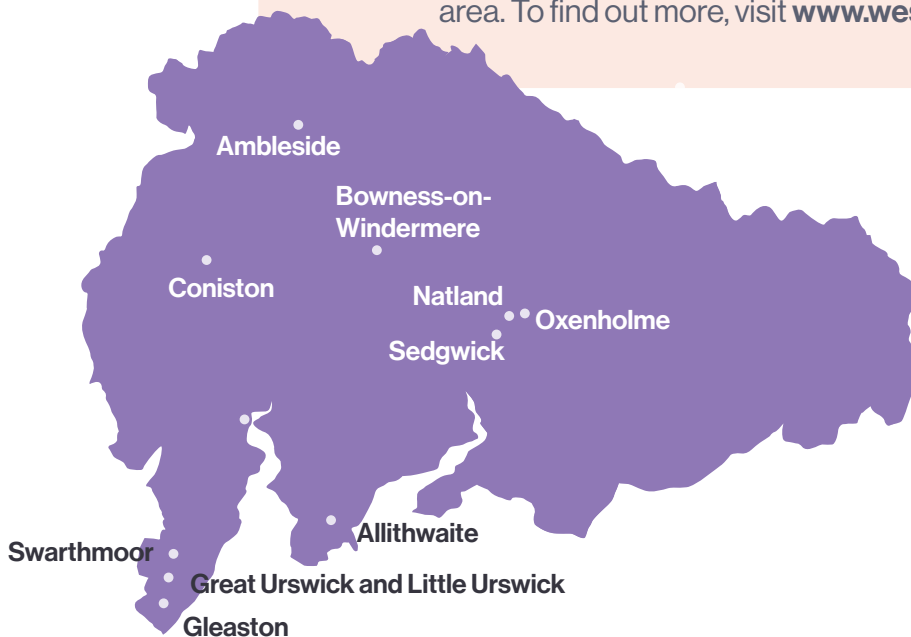 area. To find out more, visit www.wes
Ambleside
Bowness-on-
Windermere
Coniston
Natland
Oxenholme
Sedgwick
Allithwaite
Swarthmoor
Great Urswick and Little Urswick
Gleaston